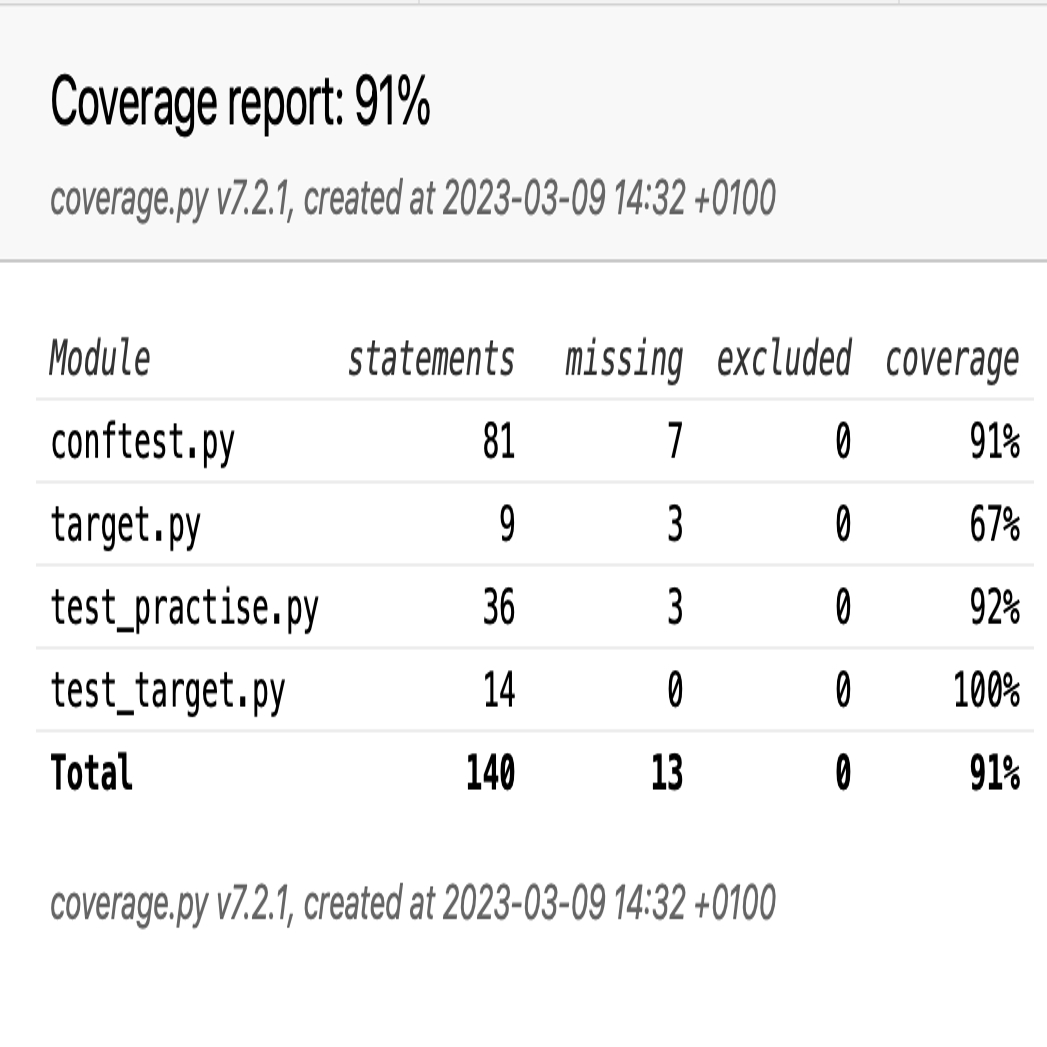 Coverage report: 91%
coverage.py v7.2.1, created at 2023-03-09 14:32 +0100
Module statements missing excluded coverage
conftest.py 81 7 0 91%
target.py 9 3 0 67%
test_practise.py 36 3 0 92%
test_target.py 14 0 0 100%
Total 140 13 0 91%
coverage.py v7.2.1, created at 2023-03-09 14:32 +0100